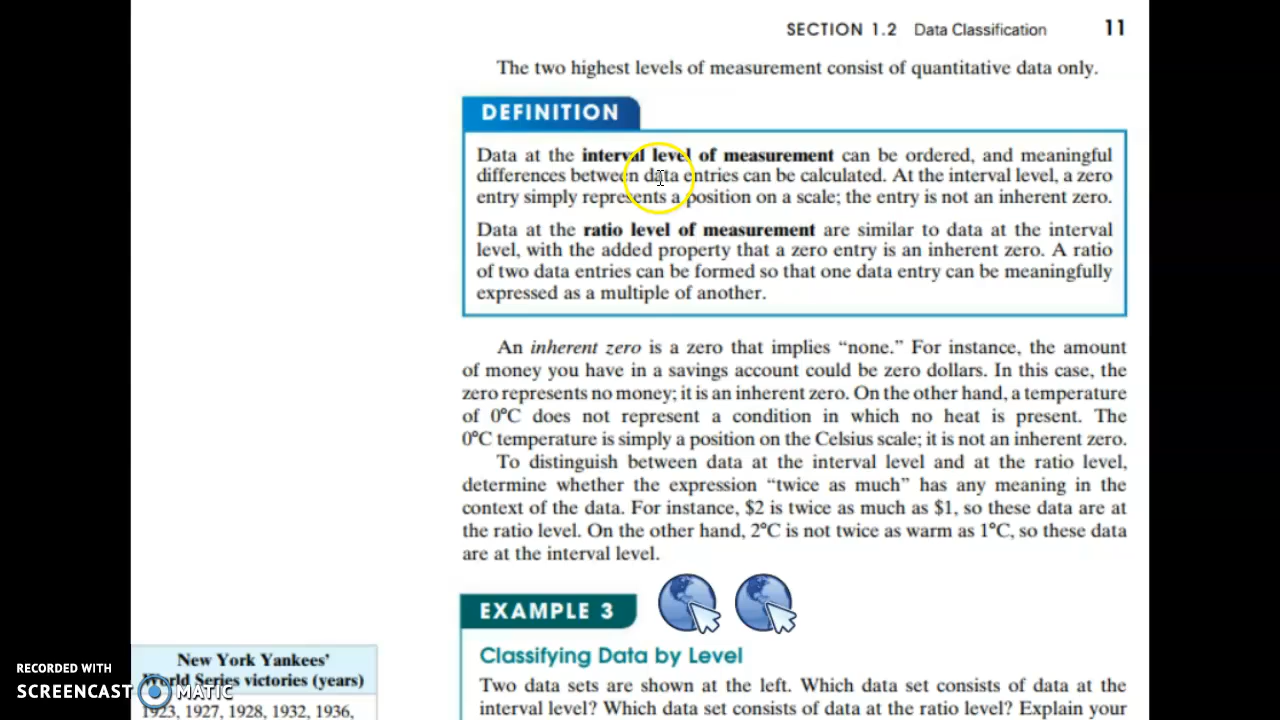 SECTION 1.2 Data Classification 11
The two highest levels of measurement consist of quantitative data only.
DEFINITION
Data at the interval level of measurement can be ordered, and meaningful
differences between data entries can be calculated. At the interval level, a zero
entry simply represents a position on a scale; the entry is not an inherent zero.
Data at the ratio level of measurement are similar to data at the interval
level, with the added property that a zero entry is an inherent zero. A ratio
of two data entries can be formed so that one data entry can be meaningfully
expressed as a multiple of another.
An inherent zero is a zero that implies “none.” For instance, the amount
of money you have in a savings account could be zero dollars. In this case, the
zero represents no money; it is an inherent zero. On the other hand, a temperature
of 0°C does not represent a condition in which no heat is present. The
0°C temperature is simply a position on the Celsius scale; it is not an inherent zero.
To distinguish between data at the interval level and at the ratio level,
determine whether the expression “twice as much” has any meaning in the
context of the data. For instance, $2 is twice as much as $1, so these data are at
the ratio level. On the other hand, 2°C is not twice as warm as 1°C, so these data
are at the interval level.
EXAMPLE 3
Classifying Data by Level
Two data sets are shown at the left. Which data set consists of data at the
interval level? Which data set consists of data at the ratio level? Explain your
New York Yankees’
World Series victories (years)
1923, 1927, 1928, 1932, 1936,
RECORDED WITH
SCREENCAST MATIC